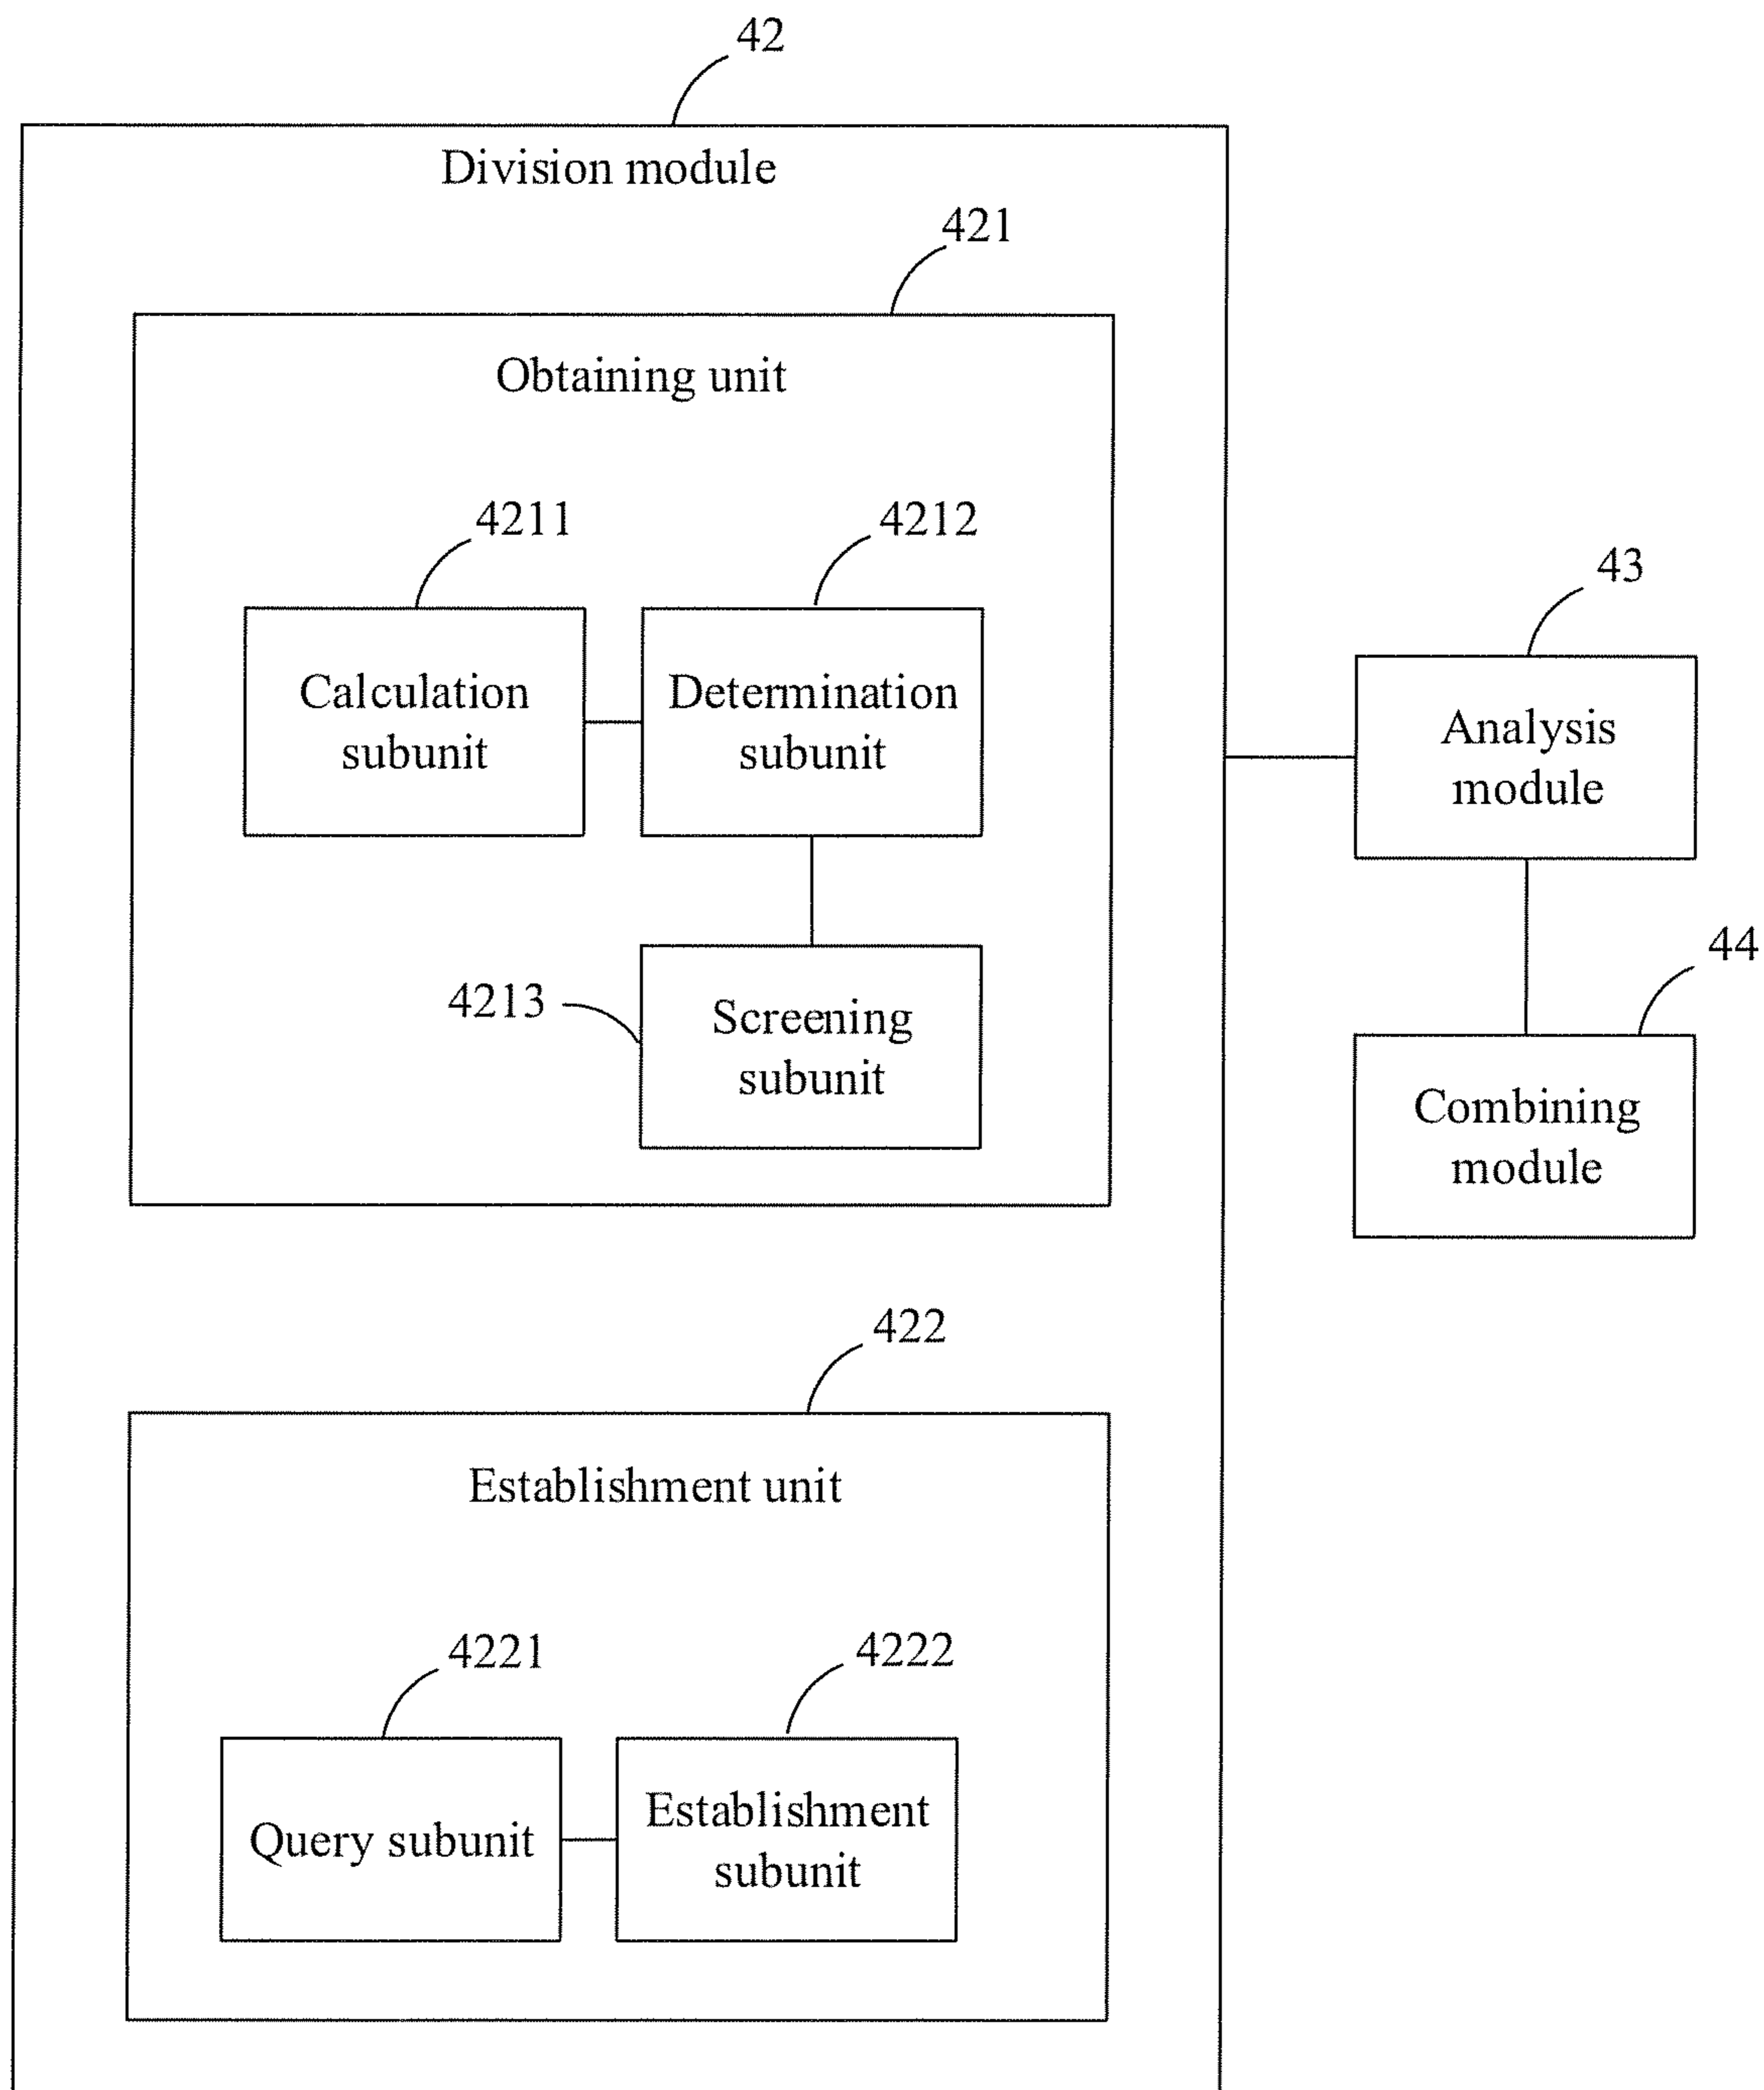 42
Division module
421
Obtaining unit
4211
4212
Calculation
subunit
Determination
subunit
4213
Screening
subunit
43
Analysis
module
44
Combining
module
422
Establishment unit
4221
4222
Query subunit
Establishment
subunit